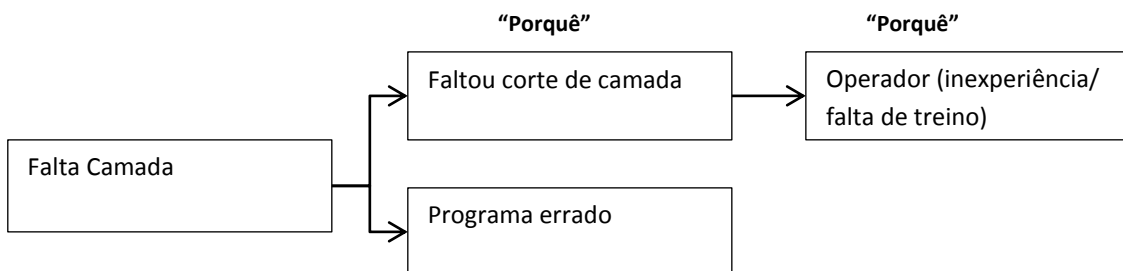 “Porquê”
“Porquê”
Faltou corte de camada
Operador (inexperiência/
falta de treino)
Falta Camada
Programa errado